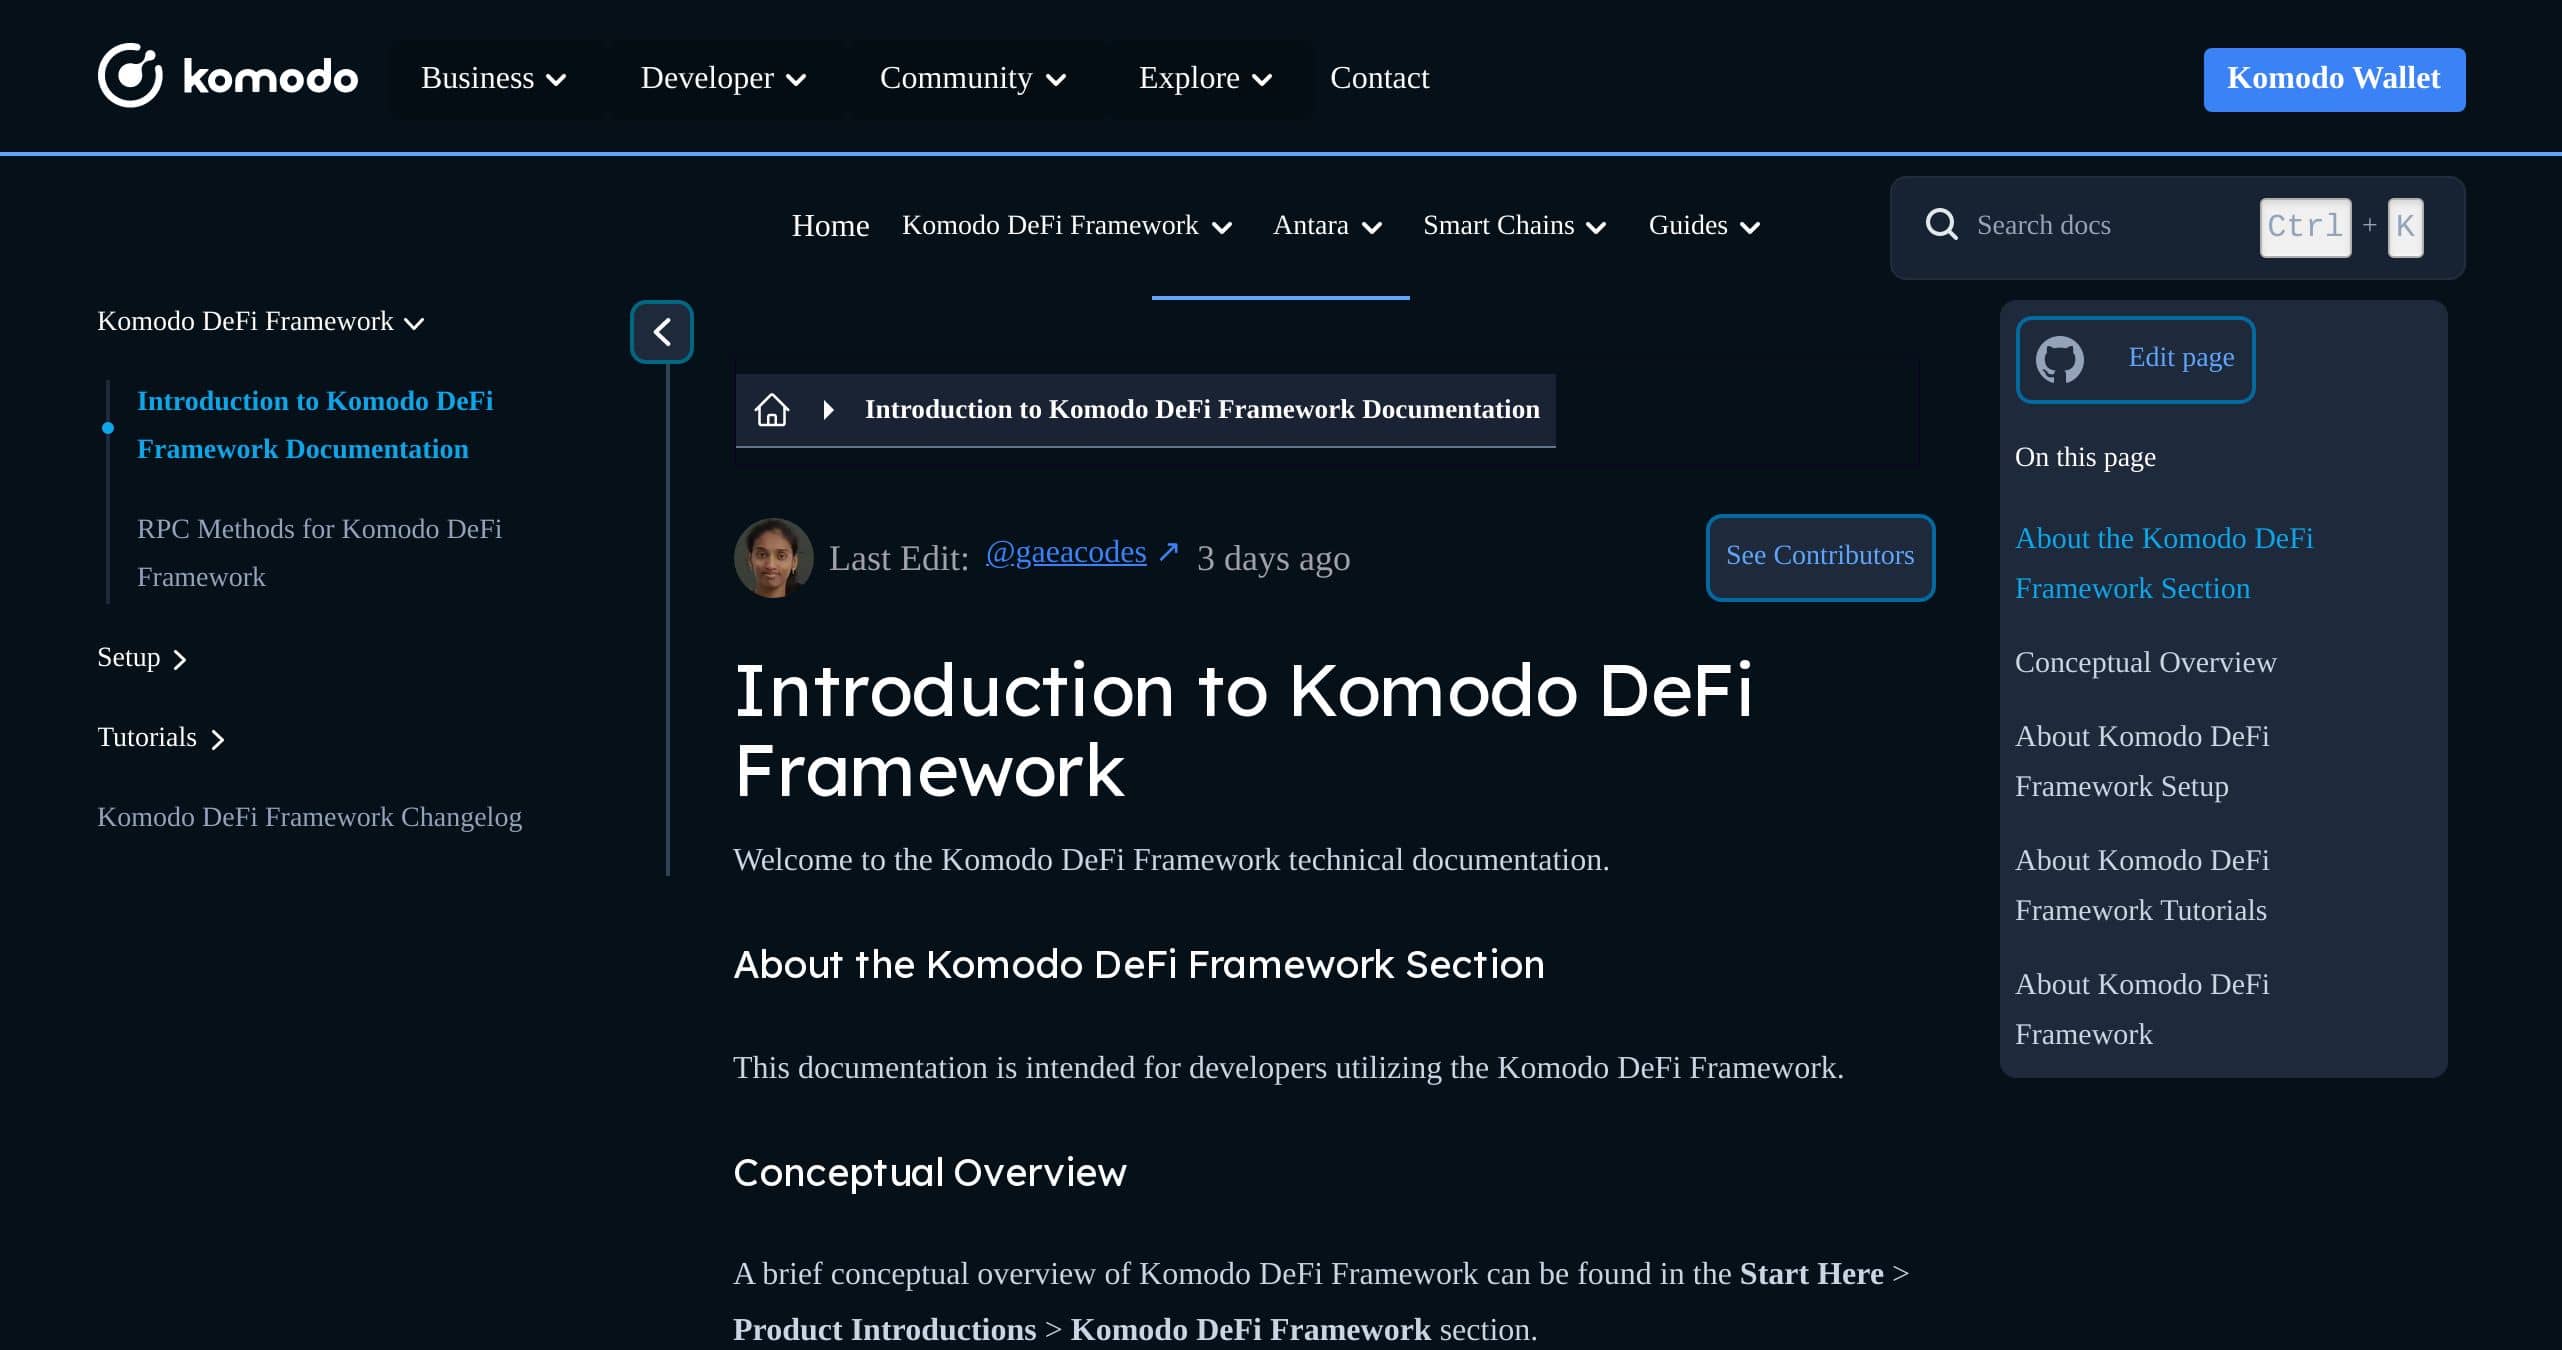 komodo
Business
Developer
Community
Explore
Contact
Komodo Wallet
Home
Komodo DeFi Framework
Antara
Smart Chains
Guides
Search docs
Ctrl + K
Komodo DeFi Framework
Introduction to Komodo DeFi
Framework Documentation
RPC Methods for Komodo DeFi
Framework
Setup
Tutorials
Komodo DeFi Framework Changelog
Introduction to Komodo DeFi Framework Documentation
Last Edit: @gaeacodes ↗ 3 days ago
See Contributors
Introduction to Komodo DeFi
Framework
Welcome to the Komodo DeFi Framework technical documentation.
About the Komodo DeFi Framework Section
This documentation is intended for developers utilizing the Komodo DeFi Framework.
Conceptual Overview
A brief conceptual overview of Komodo DeFi Framework can be found in the Start Here >
Product Introductions > Komodo DeFi Framework section.
Edit page
On this page
About the Komodo DeFi
Framework Section
Conceptual Overview
About Komodo DeFi
Framework Setup
About Komodo DeFi
Framework Tutorials
About Komodo DeFi
Framework